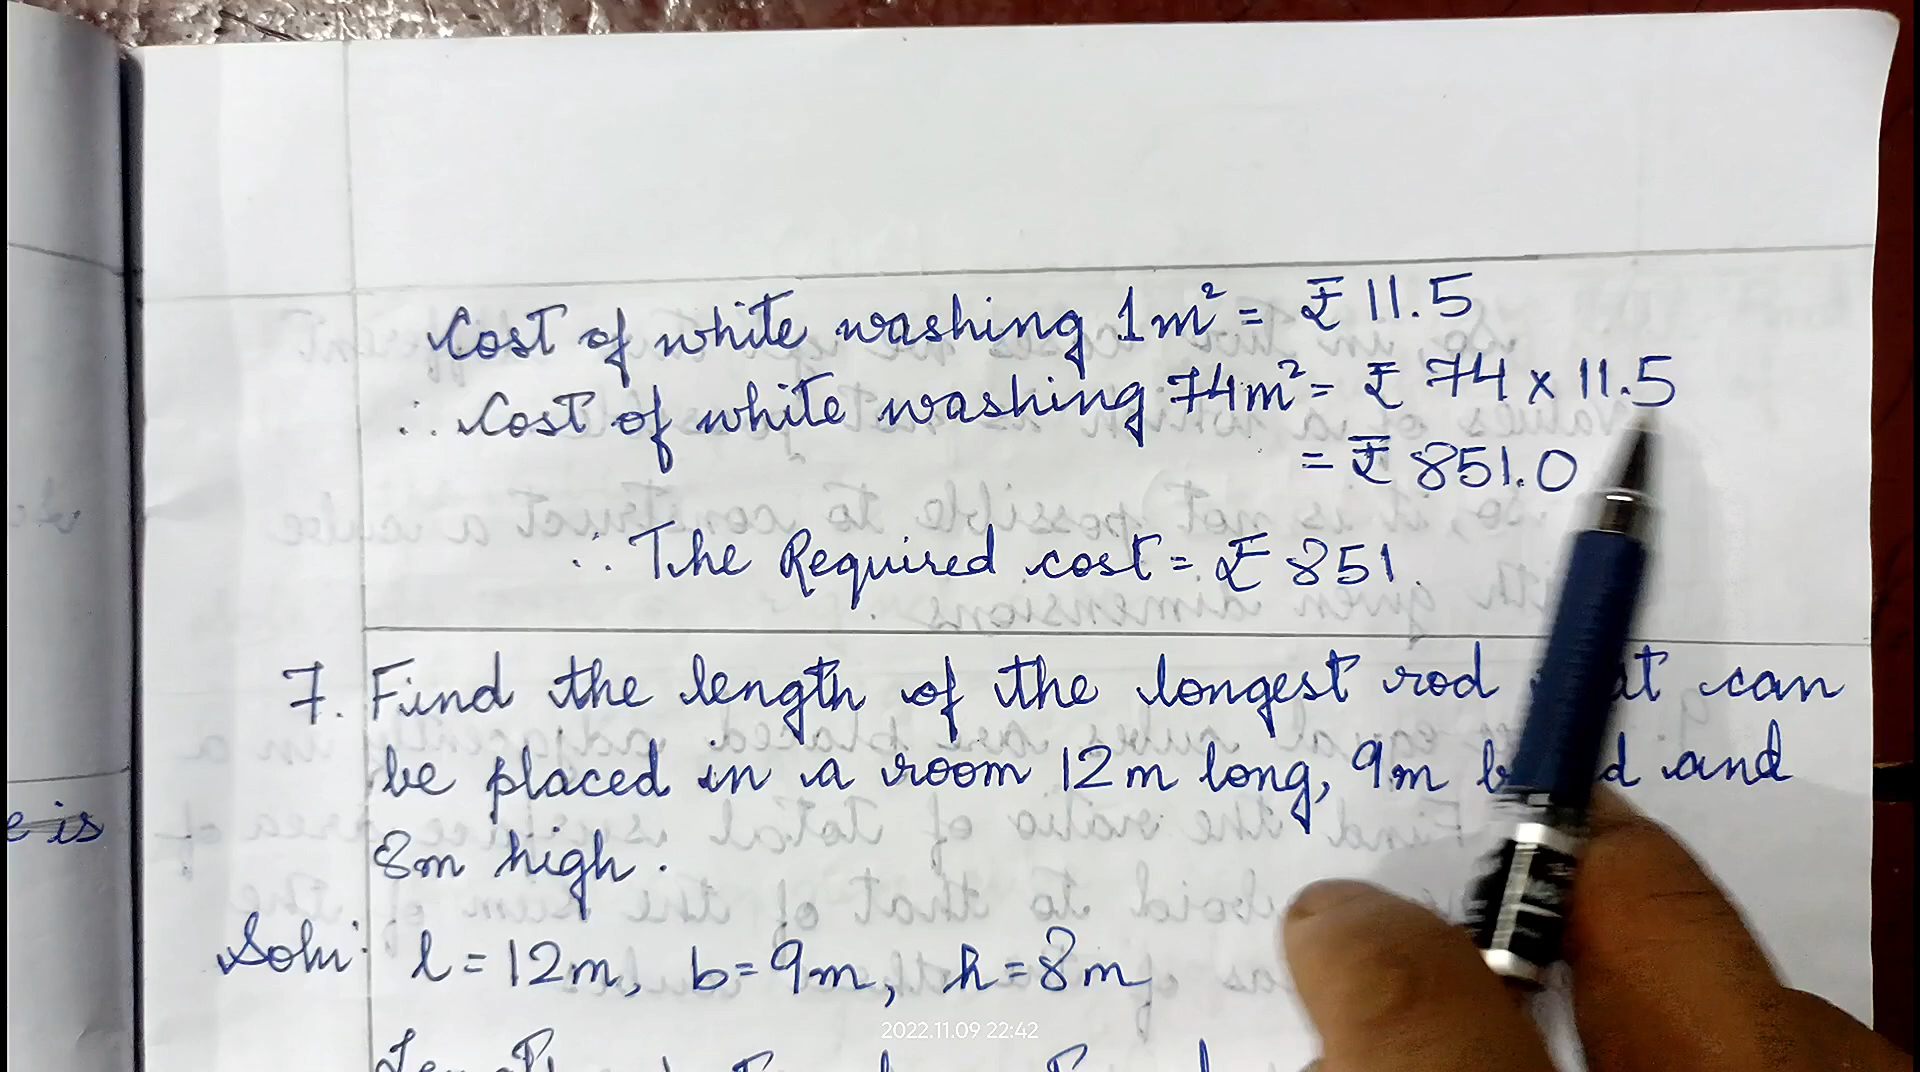 Cost of white washing 1m² = ₹ 11.5
∴ Cost of white washing 74m² = ₹ 74 x 11.5
= ₹ 851.0
∴ The Required cost = ₹ 851.
7. Find the length of the longest rod can
be placed in a room 12m long, 9m and
8m high.
e is
Soln: l = 12m, b = 9m, h = 8m
2022.11.09 22:42